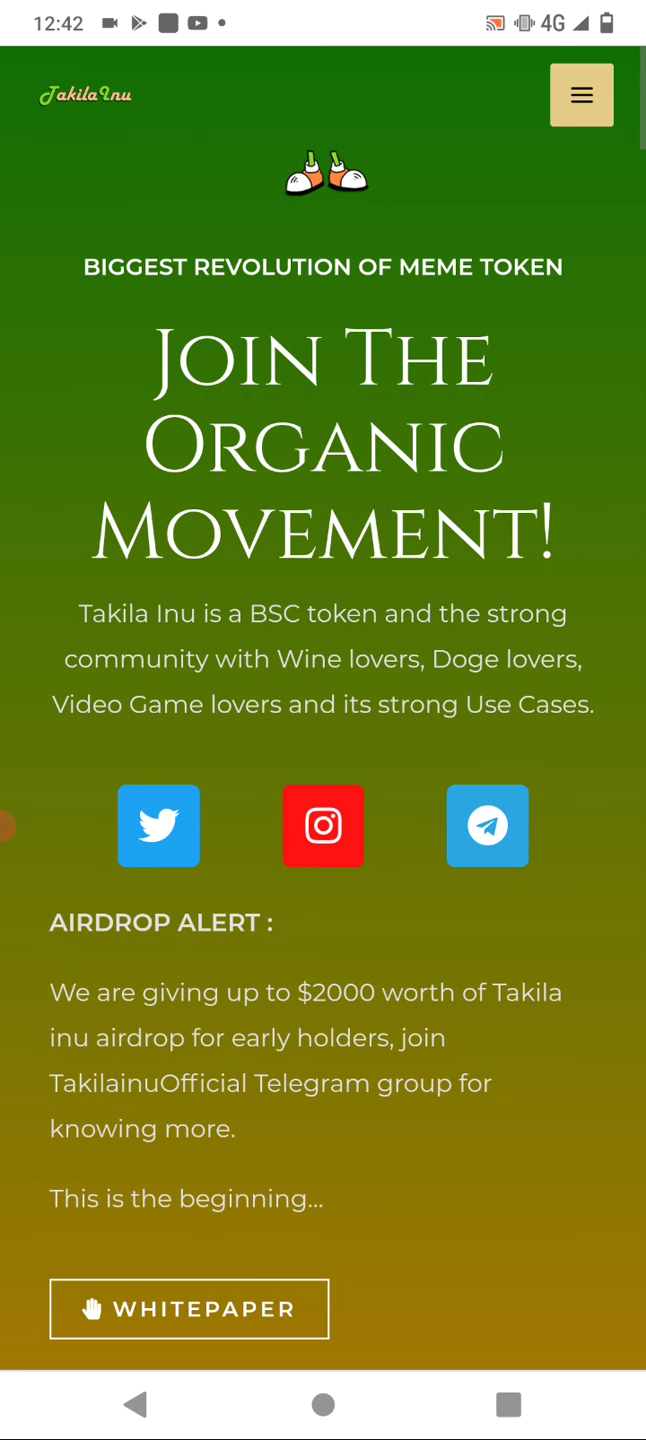 12:42
4G
TakilaInu
BIGGEST REVOLUTION OF MEME TOKEN
Join The
Organic
Movement!
Takila Inu is a BSC token and the strong
community with Wine lovers, Doge lovers,
Video Game lovers and its strong Use Cases.
AIRDROP ALERT :
We are giving up to $2000 worth of Takila
inu airdrop for early holders, join
TakilainuOfficial Telegram group for
knowing more.
This is the beginning...
WHITEPAPER